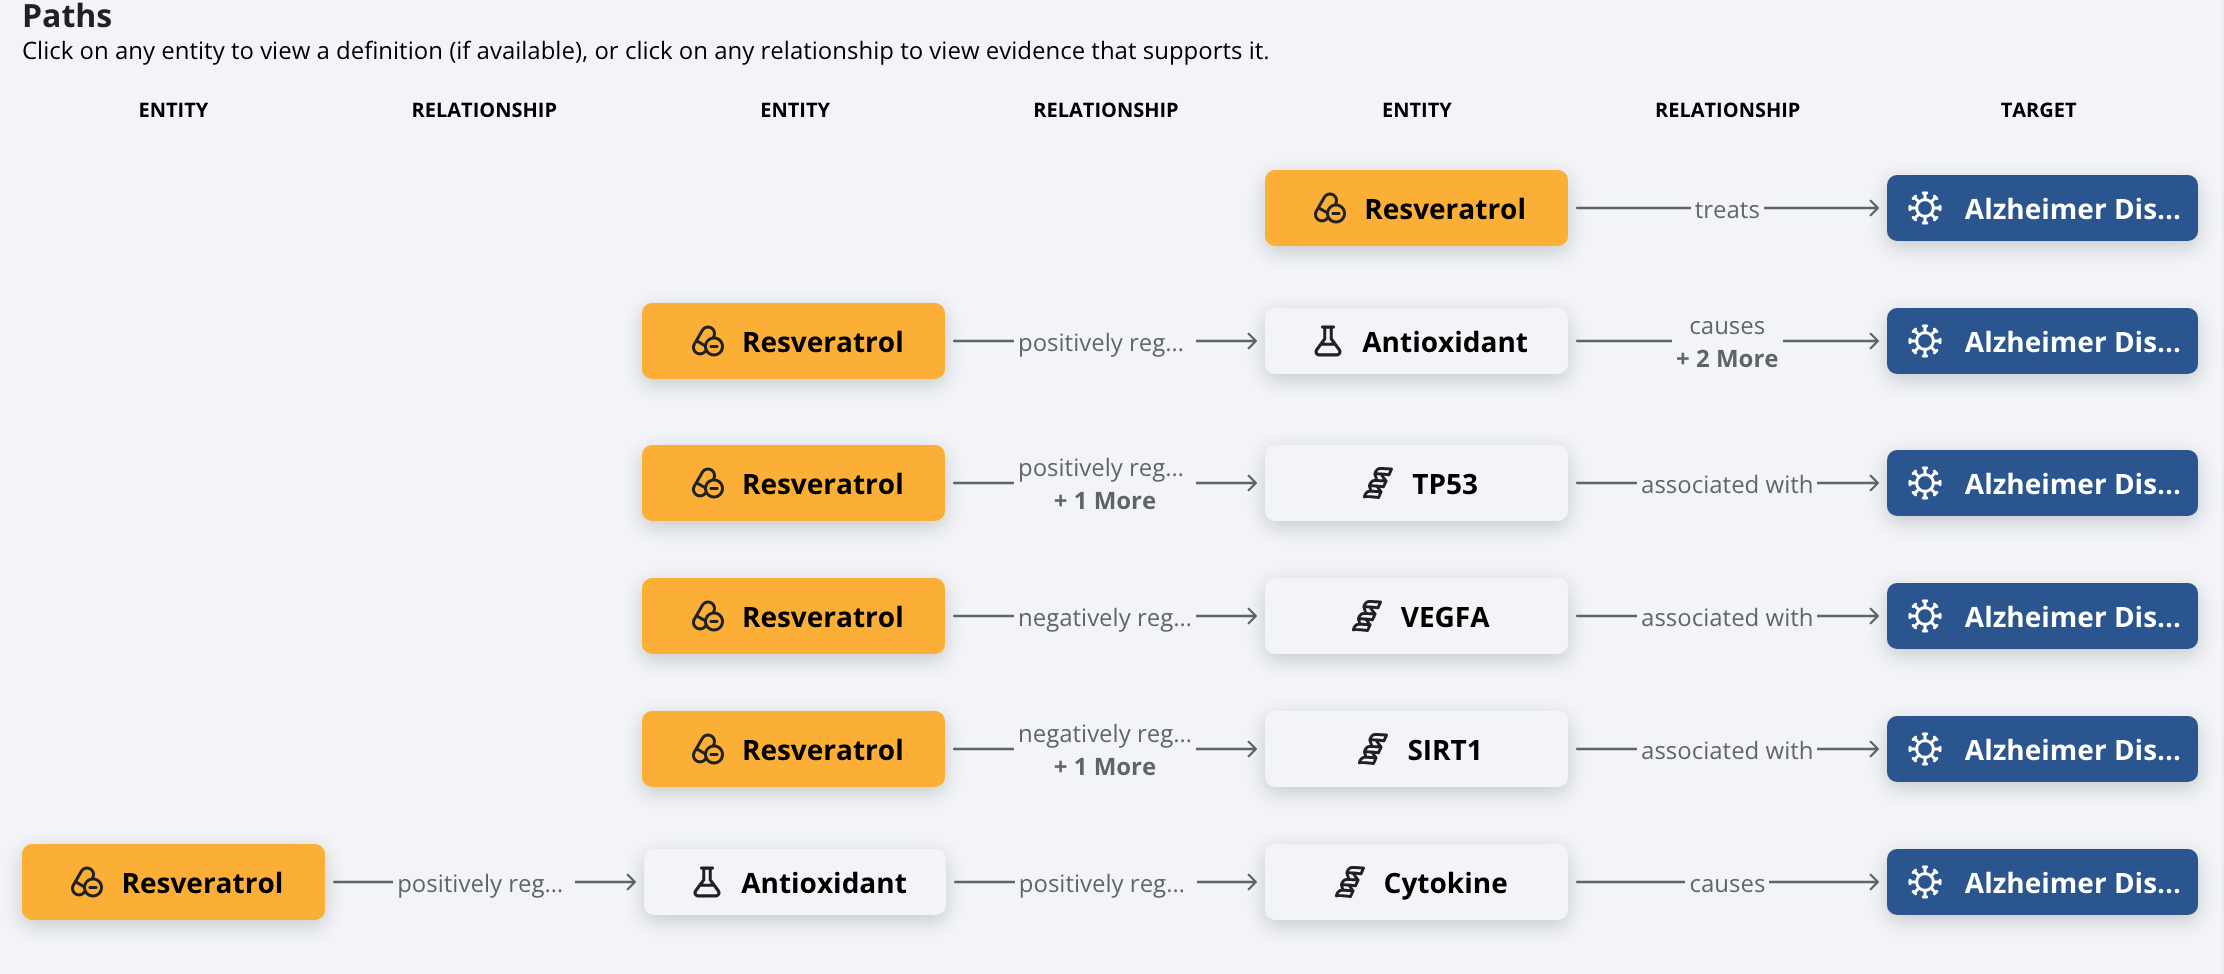 Paths
Click on any entity to view a definition (if available), or click on any relationship to view evidence that supports it.
ENTITY RELATIONSHIP ENTITY RELATIONSHIP ENTITY RELATIONSHIP TARGET
Resveratrol treats Alzheimer Dis...
Resveratrol positively reg... Antioxidant causes + 2 More Alzheimer Dis...
Resveratrol positively reg... + 1 More TP53 associated with Alzheimer Dis...
Resveratrol negatively reg... VEGFA associated with Alzheimer Dis...
Resveratrol negatively reg... + 1 More SIRT1 associated with Alzheimer Dis...
Resveratrol positively reg... Antioxidant positively reg... Cytokine causes Alzheimer Dis...